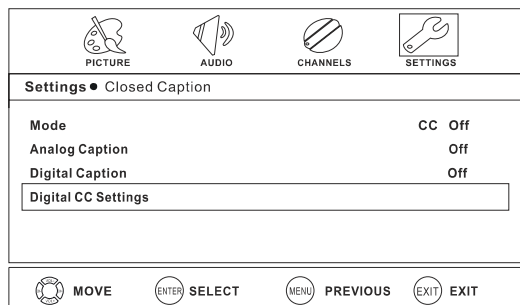 PICTURE AUDIO CHANNELS SETTINGS
Settings● Closed Caption
Mode CC Off
Analog Caption Off
Digital Caption Off
Digital CC Settings
MOVE ENTER SELECT MENU PREVIOUS EXIT EXIT